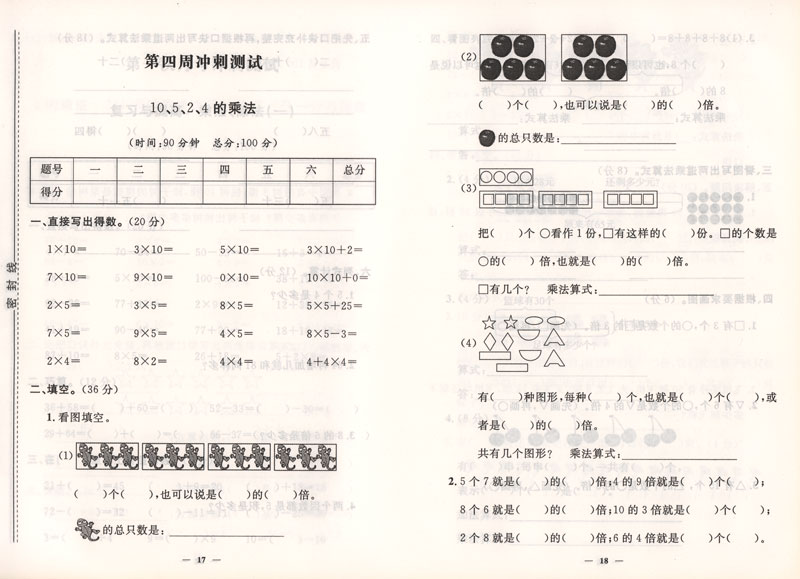 密封线
第四周冲刺测试
10、5、2、4的乘法
(时间:90分钟 总分:100分)
题号 一 二 三 四 五 六 总分
得分
一、直接写出得数。(20分)
1×10= 3×10= 5×10= 3×10+2=
7×10= 9×10= 0×10= 10×10+0=
2×5= 3×5= 8×5= 5×5+25=
7×5= 9×5= 4×5= 8×5-3=
2×4= 8×2= 6×4= 4+4×4=
二、填空。(36分)
1.看图填空。
(1)
( )个( ),也可以说是( )的( )倍。
的总只数是:
17
(2)
( )个( ),也可以说是( )的( )倍。
的总只数是:
(3)
把( )个○看作1份,□有这样的( )份。□的个数是
○的( )倍,也就是( )的( )倍。
□有几个? 乘法算式:
(4)
有( )种图形,每种( )个,也就是( )个( ),或
者是( )的( )倍。
共有几个图形? 乘法算式:
2.5个7就是( )的( )倍;4的9倍就是( )个( );
8个6就是( )的( )倍;10的3倍就是( )个( );
2个8就是( )的( )倍;6的2倍就是( )个( )。
18